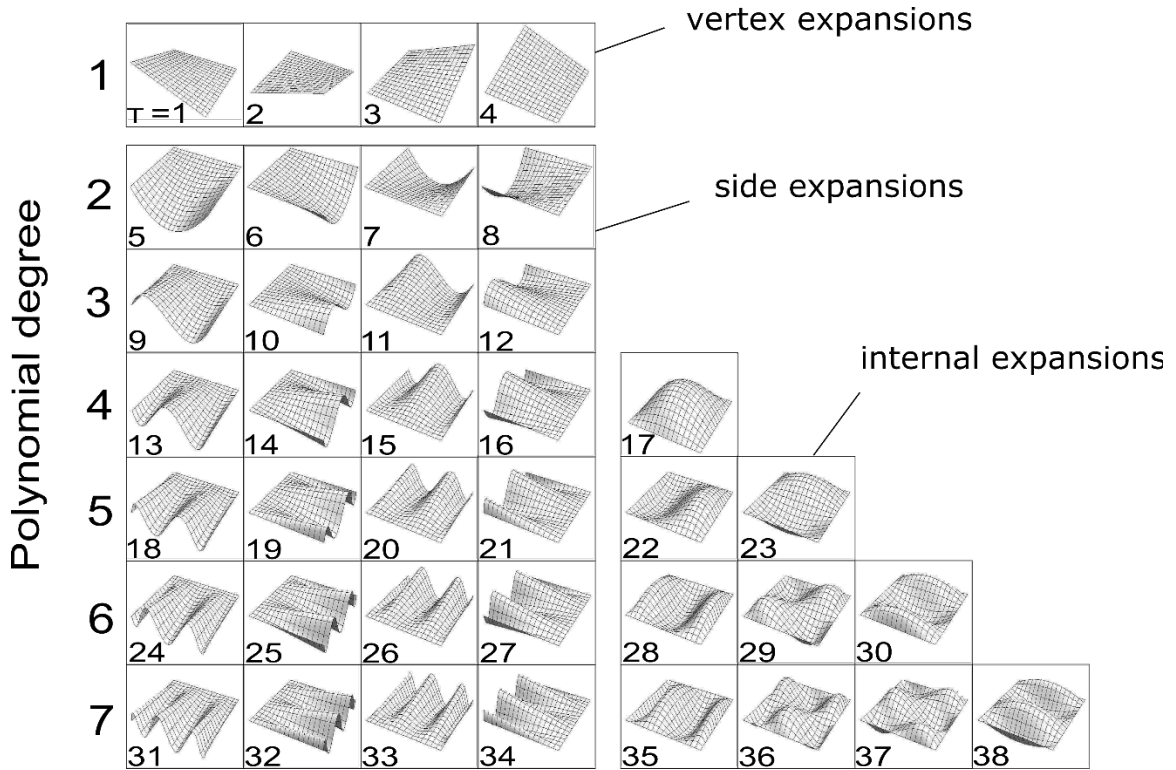 vertex expansions
1
τ =1 2 3 4
side expansions
Polynomial degree
2
5 6 7 8
3
9 10 11 12
internal expansions
4
13 14 15 16 17
5
18 19 20 21 22 23
6
24 25 26 27 28 29 30
7
31 32 33 34 35 36 37 38